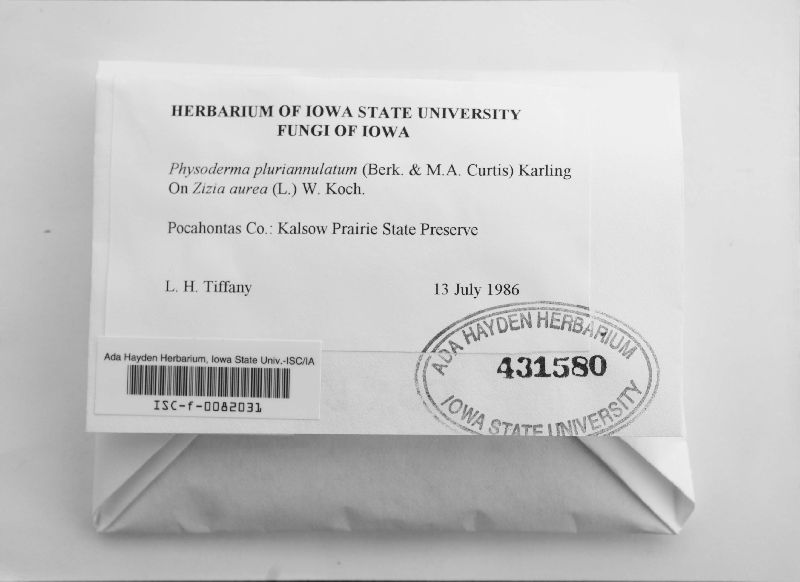 HERBARIUM OF IOWA STATE UNIVERSITY
FUNGI OF IOWA
Physoderma pluriannulatum (Berk. & M.A. Curtis) Karling
On Zizia aurea (L.) W. Koch.
Pocahontas Co.: Kalsow Prairie State Preserve
L. H. Tiffany 13 July 1986
ADA HAYDEN HERBARIUM
431580
IOWA STATE UNIVERSITY
Ada Hayden Herbarium, Iowa State Univ.-ISC/IA
ISC-f-0082031